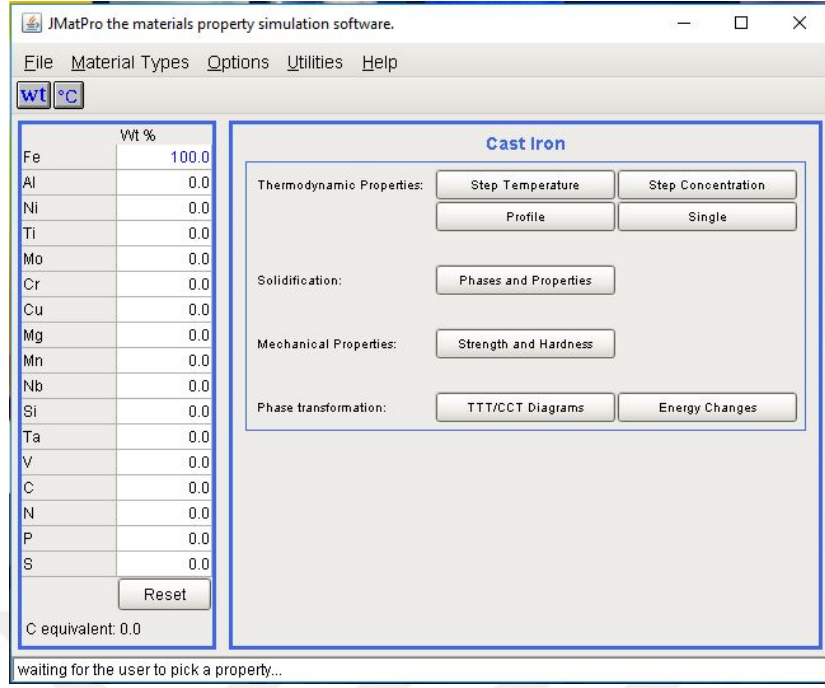 JMatPro the materials property simulation software.
File Material Types Options Utilities Help
wt °C
Wt %
Fe 100.0
Al 0.0
Ni 0.0
Ti 0.0
Mo 0.0
Cr 0.0
Cu 0.0
Mg 0.0
Mn 0.0
Nb 0.0
Si 0.0
Ta 0.0
V 0.0
C 0.0
N 0.0
P 0.0
S 0.0
Reset
C equivalent: 0.0
Cast Iron
Thermodynamic Properties: Step Temperature Step Concentration
Profile Single
Solidification: Phases and Properties
Mechanical Properties: Strength and Hardness
Phase transformation: TTT/CCT Diagrams Energy Changes
waiting for the user to pick a property...